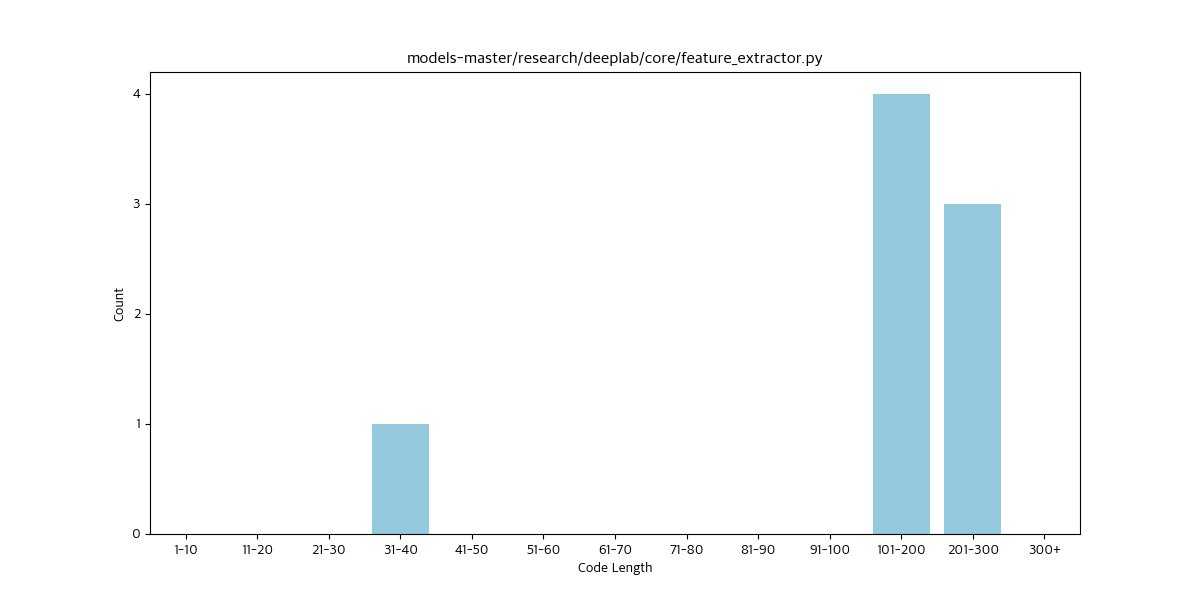 models-master/research/deeplab/core/feature_extractor.py
4
3
2
1
0
Count
1-10 11-20 21-30 31-40 41-50 51-60 61-70 71-80 81-90 91-100 101-200 201-300 300+
Code Length